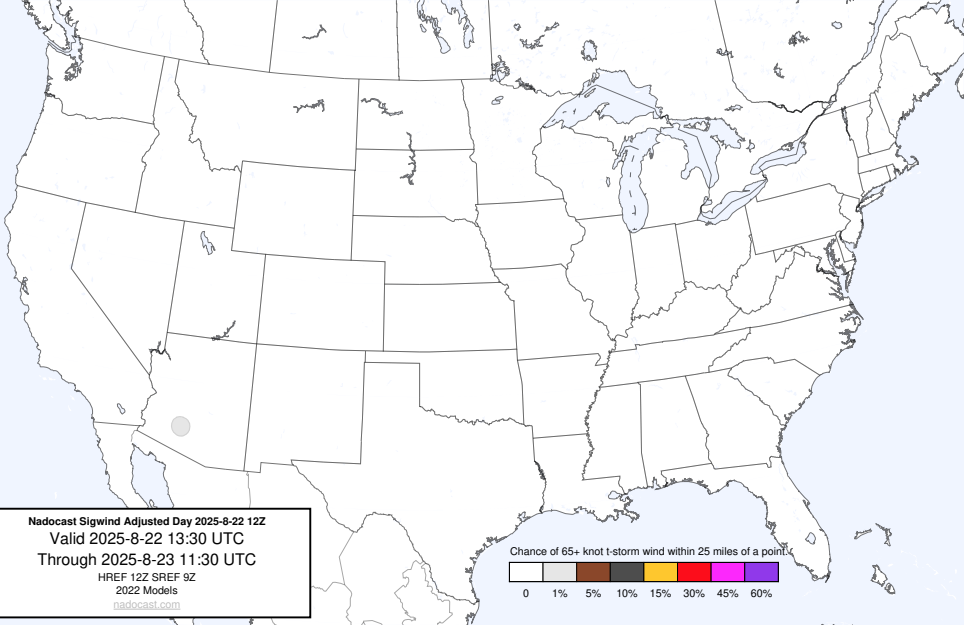 Nadocast Sigwind Adjusted Day 2025-8-22 12Z
Valid 2025-8-22 13:30 UTC
Through 2025-8-23 11:30 UTC
HREF 12Z SREF 9Z
2022 Models
nadocast.com
Chance of 65+ knot t-storm wind within 25 miles of a point.
0 1% 5% 10% 15% 30% 45% 60%